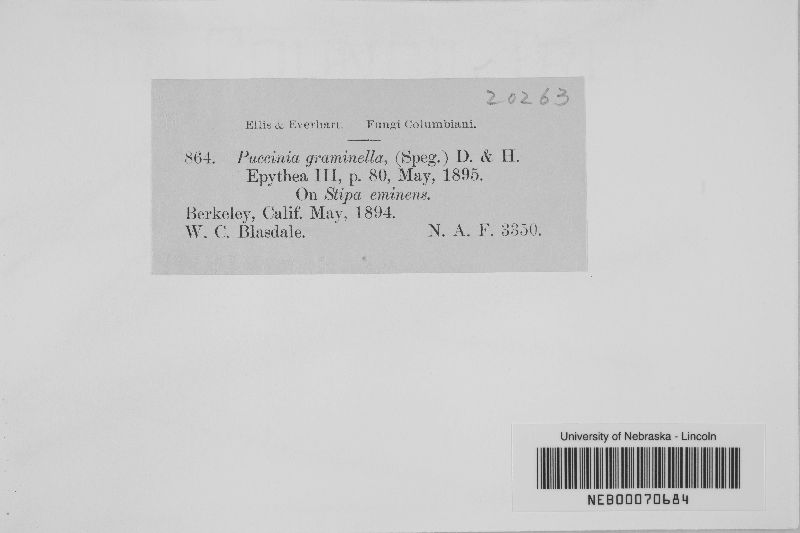 20263
Ellis & Everhart. Fungi Columbiani.
864. Puccinia graminella, (Speg.) D. & H.
Epythea III, p. 80, May, 1895.
On Stipa eminens.
Berkeley, Calif. May, 1894.
W. C. Blasdale. N. A. F. 3350.
University of Nebraska - Lincoln
NEB00070684